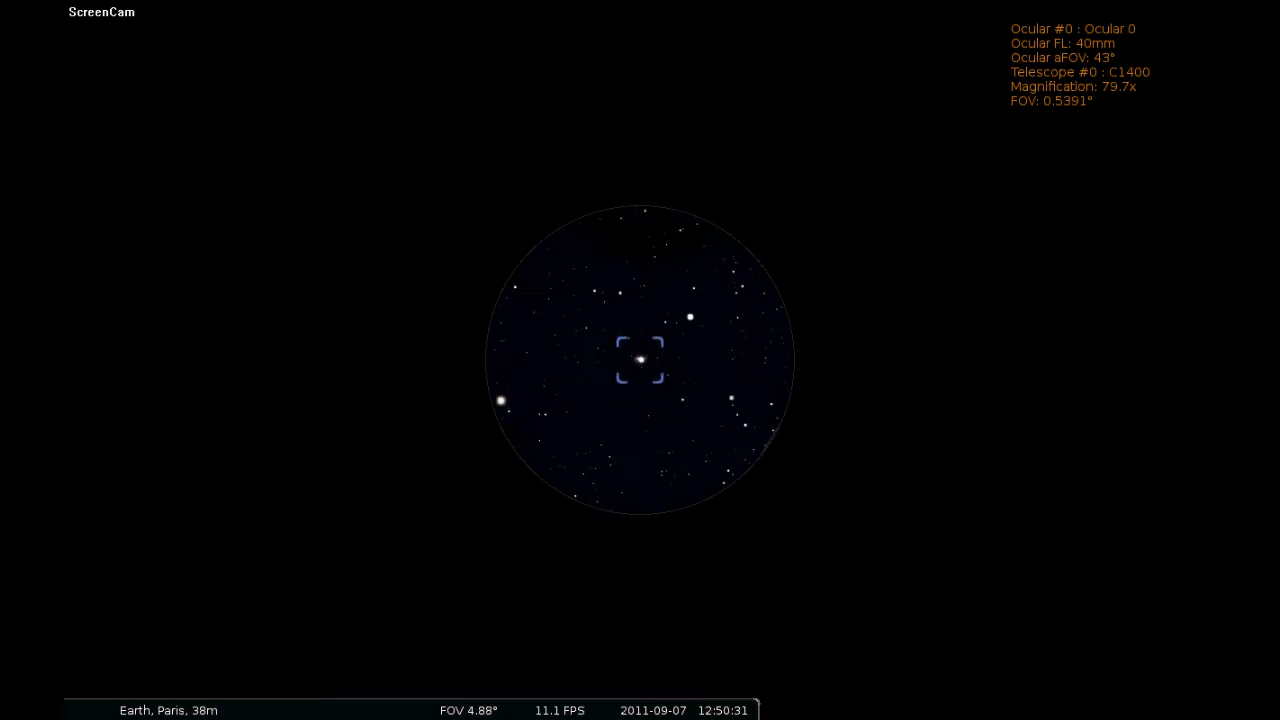 ScreenCam
Ocular #0 : Ocular 0
Ocular FL: 40mm
Ocular aFOV: 43°
Telescope #0 : C1400
Magnification: 79.7x
FOV: 0.5391°
Earth, Paris, 38m FOV 4.88° 11.1 FPS 2011-09-07 12:50:31